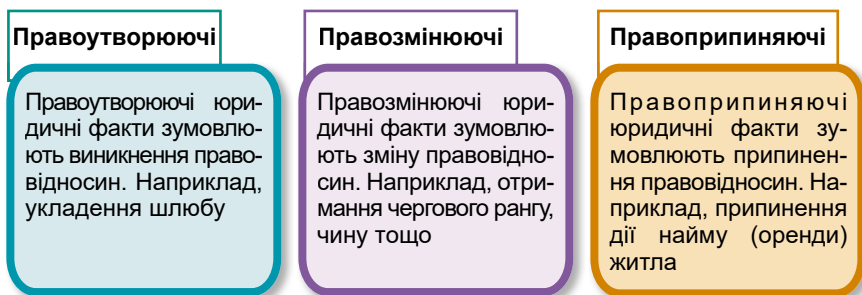 Правоутворюючі
Правоутворюючі юри-
дичні факти зумовлю-
ють виникнення право-
відносин. Наприклад,
укладення шлюбу
Правозмінюючі
Правозмінюючі юри-
дичні факти зумовлю-
ють зміну правовідно-
син. Наприклад, отри-
мання чергового рангу,
чину тощо
Правоприпиняючі
Правоприпиняючі
юридичні факти зу-
мовлюють припинен-
ня правовідносин. На-
приклад, припинення
дії найму (оренди)
житла